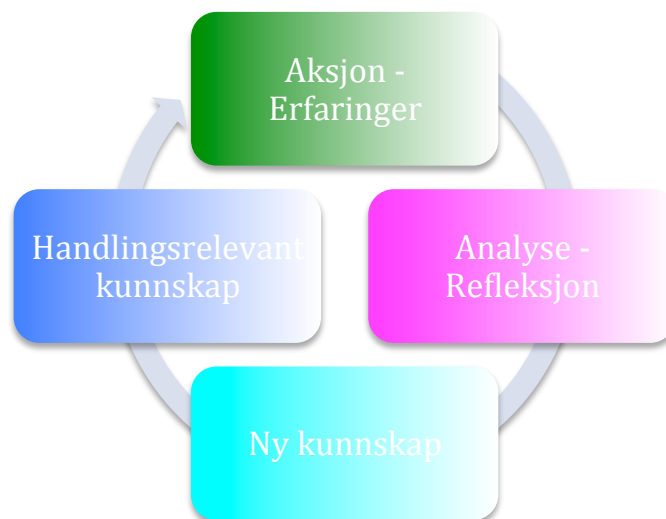 Aksjon -
Erfaringer
Handlingsrelevant
kunnskap
Analyse -
Refleksjon
Ny kunnskap